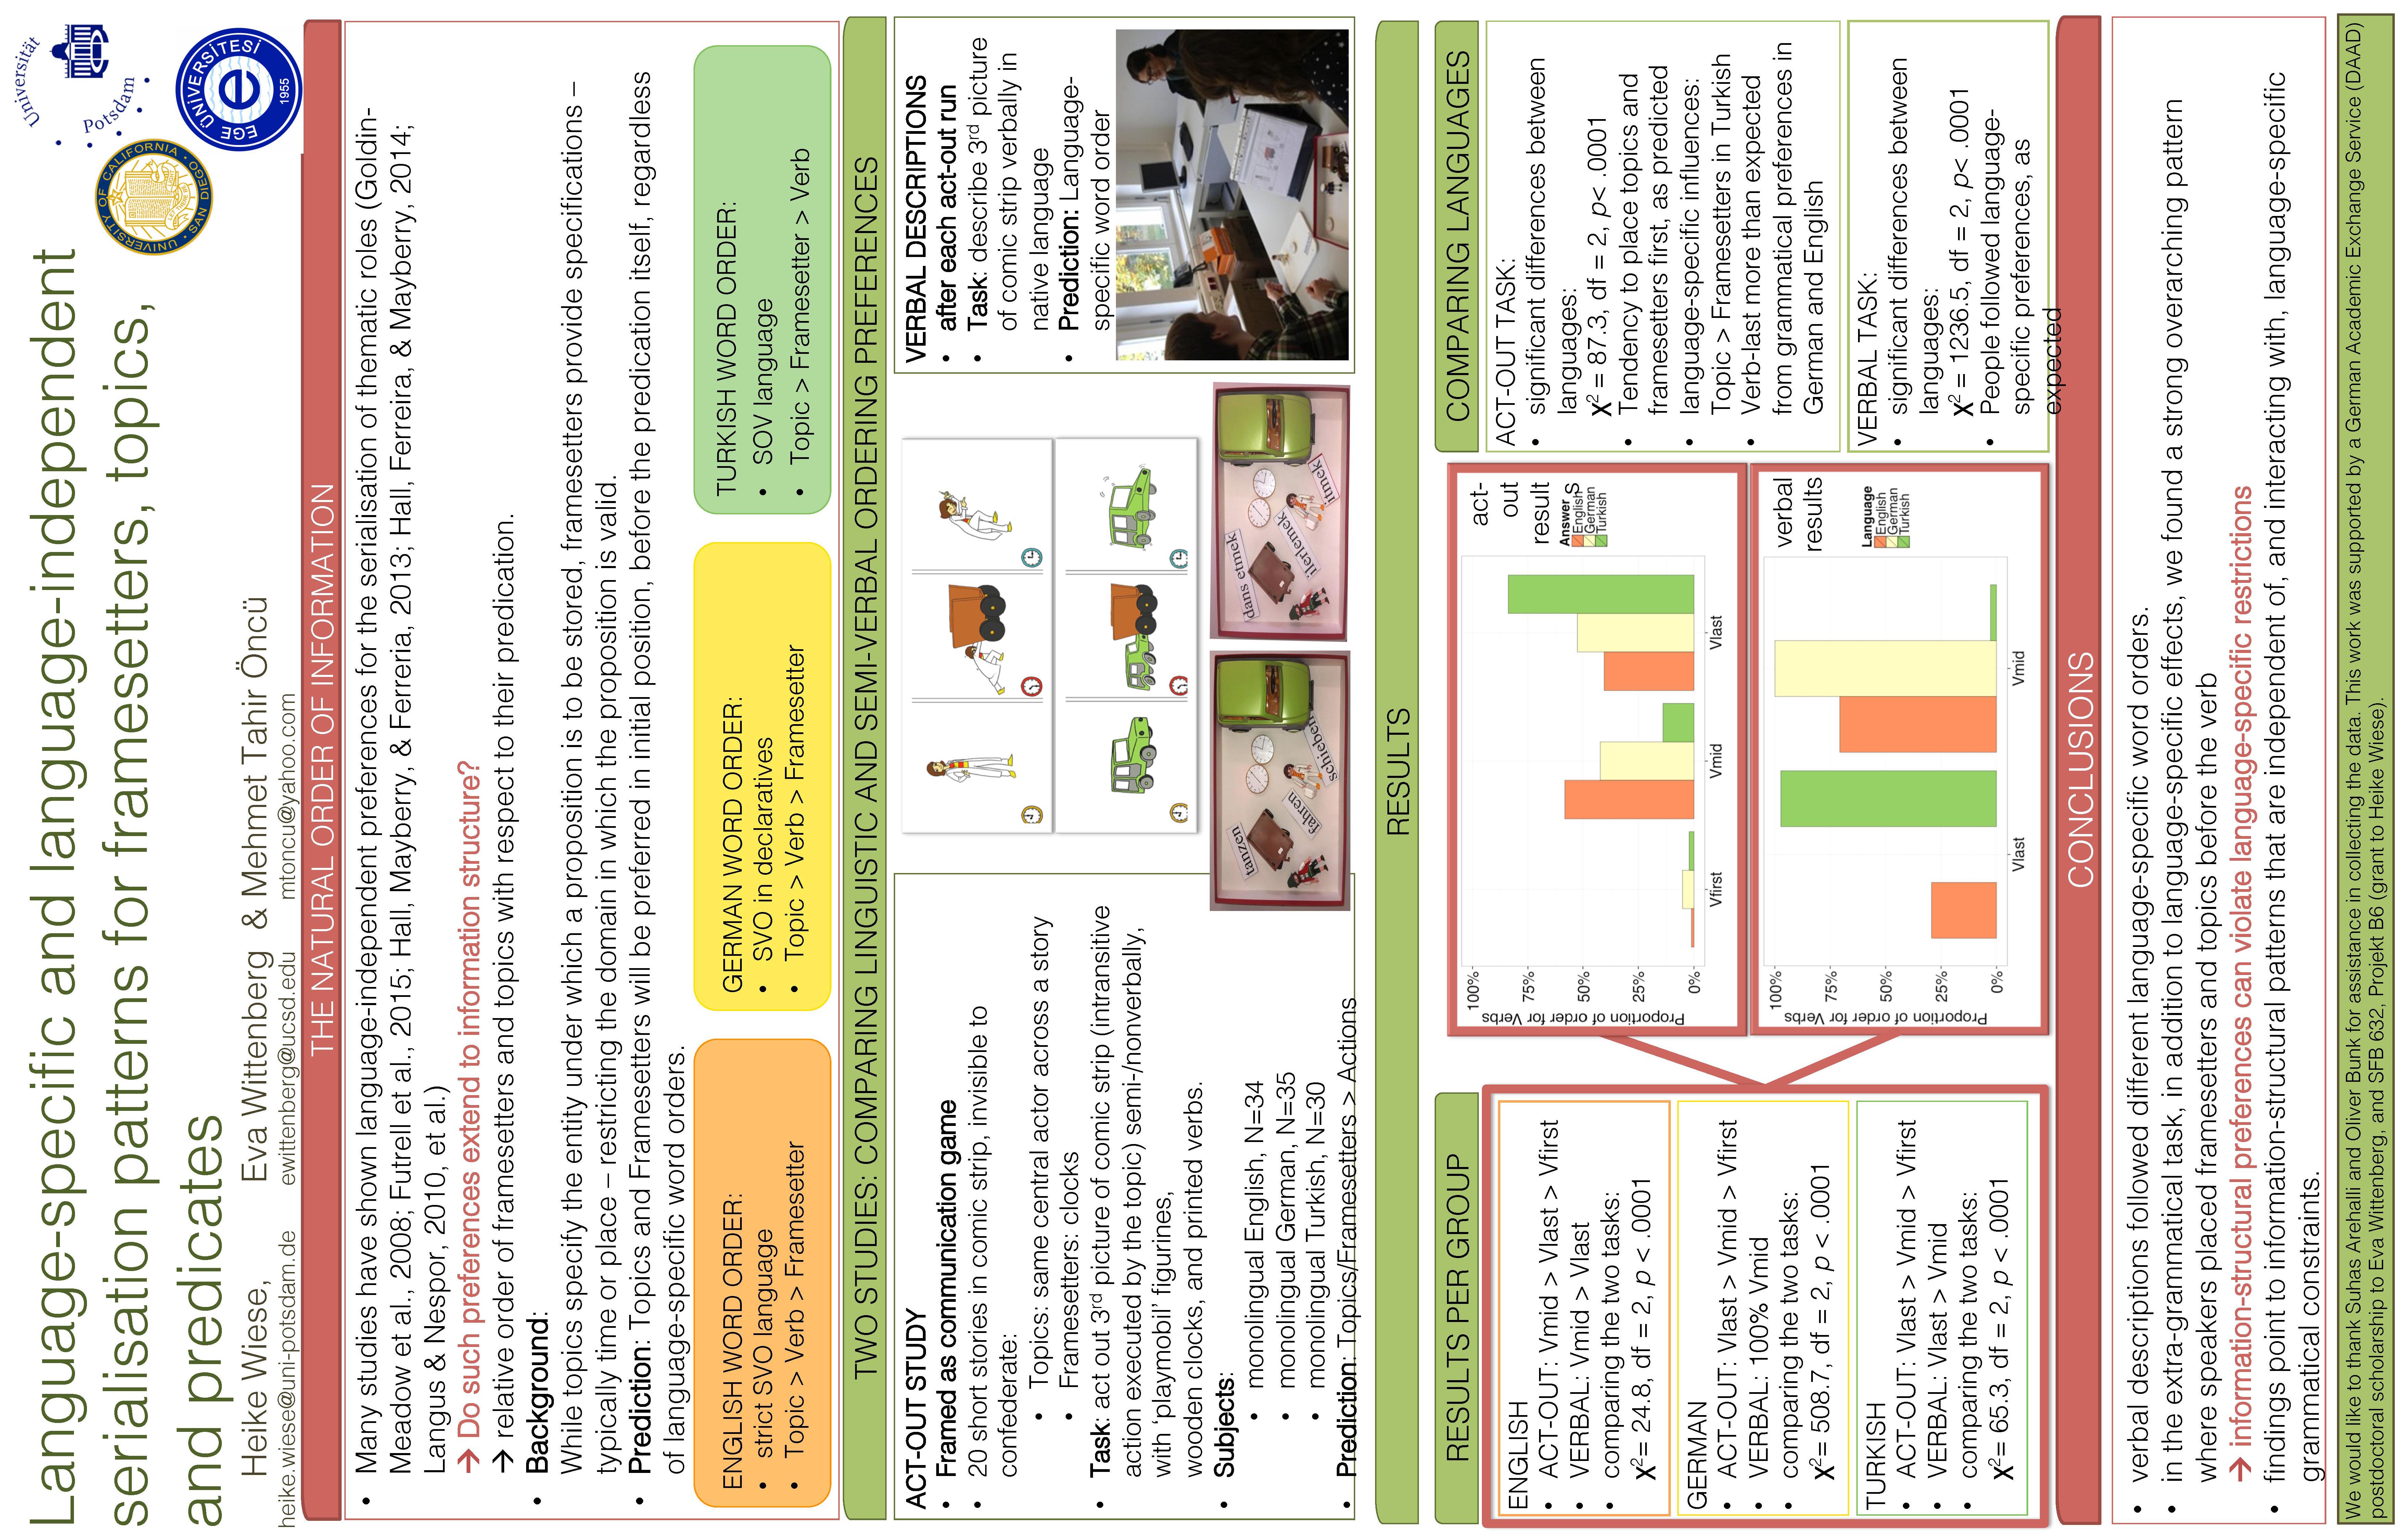 Language-specific and language-independent
serialisation patterns for framesetters, topics,
and predicates
Universität
Potsdam
UNIVERSITY OF CALIFORNIA • SAN DIEGO
EGE ÜNİVERSİTESİ
1955
e
Heike Wiese, Eva Wittenberg & Mehmet Tahir Öncü
heike.wiese@uni-potsdam.de ewittenberg@ucsd.edu mtoncu@yahoo.com
THE NATURAL ORDER OF INFORMATION
• Many studies have shown language-independent preferences for the serialisation of thematic roles (Goldin-
Meadow et al., 2008; Futrell et al., 2015; Hall, Mayberry, & Ferreria, 2013; Hall, Ferreira, & Mayberry, 2014;
Langus & Nespor, 2010, et al.)
→ Do such preferences extend to information structure?
→ relative order of framesetters and topics with respect to their predication.
• Background:
While topics specify the entity under which a proposition is to be stored, framesetters provide specifications –
typically time or place – restricting the domain in which the proposition is valid.
• Prediction: Topics and Framesetters will be preferred in initial position, before the predication itself, regardless
of language-specific word orders.
ENGLISH WORD ORDER:
• strict SVO language
• Topic > Verb > Framesetter
GERMAN WORD ORDER:
• SVO in declaratives
• Topic > Verb > Framesetter
TURKISH WORD ORDER:
• SOV language
• Topic > Framesetter > Verb
TWO STUDIES: COMPARING LINGUISTIC AND SEMI-VERBAL ORDERING PREFERENCES
ACT-OUT STUDY
• Framed as communication game
• 20 short stories in comic strip, invisible to
confederate:
• Topics: same central actor across a story
• Framesetters: clocks
• Task: act out 3rd picture of comic strip (intransitive
action executed by the topic) semi-/nonverbally,
with 'playmobil' figurines,
wooden clocks, and printed verbs.
• Subjects:
• monolingual English, N=34
• monolingual German, N=35
• monolingual Turkish, N=30
• Prediction: Topics/Framesetters > Actions
tanzen
fahren
schieben
dans etmek
ilerlemek
itmek
VERBAL DESCRIPTIONS
• after each act-out run
• Task: describe 3rd picture
of comic strip verbally in
native language
• Prediction: Language-
specific word order
RESULTS
RESULTS PER GROUP
ENGLISH
• ACT-OUT: Vmid > Vlast > Vfirst
• VERBAL: Vmid > Vlast
• comparing the two tasks:
X²= 24.8, df = 2, p < .0001
GERMAN
• ACT-OUT: Vlast > Vmid > Vfirst
• VERBAL: 100% Vmid
• comparing the two tasks:
X²= 508.7, df = 2, p < .0001
TURKISH
• ACT-OUT: Vlast > Vmid > Vfirst
• VERBAL: Vlast > Vmid
• comparing the two tasks:
X²= 65.3, df = 2, p < .0001
Proportion of order for Verbs
100%
75%
50%
25%
0%
Vfirst Vmid Vlast
act-
out
result
s
Answer
English
German
Turkish
Proportion of order for Verbs
100%
75%
50%
25%
0%
Vlast Vmid
verbal
results
Language
English
German
Turkish
COMPARING LANGUAGES
ACT-OUT TASK:
• significant differences between
languages:
X² = 87.3, df = 2, p< .0001
• Tendency to place topics and
framesetters first, as predicted
• language-specific influences:
Topic > Framesetters in Turkish
• Verb-last more than expected
from grammatical preferences in
German and English
VERBAL TASK:
• significant differences between
languages:
X² = 1236.5, df = 2, p< .0001
• People followed language-
specific preferences, as
expected
CONCLUSIONS
• verbal descriptions followed different language-specific word orders.
• in the extra-grammatical task, in addition to language-specific effects, we found a strong overarching pattern
where speakers placed framesetters and topics before the verb
→ information-structural preferences can violate language-specific restrictions
• findings point to information-structural patterns that are independent of, and interacting with, language-specific
grammatical constraints.
We would like to thank Suhas Arehalli and Oliver Bunk for assistance in collecting the data. This work was supported by a German Academic Exchange Service (DAAD)
postdoctoral scholarship to Eva Wittenberg, and SFB 632, Projekt B6 (grant to Heike Wiese).